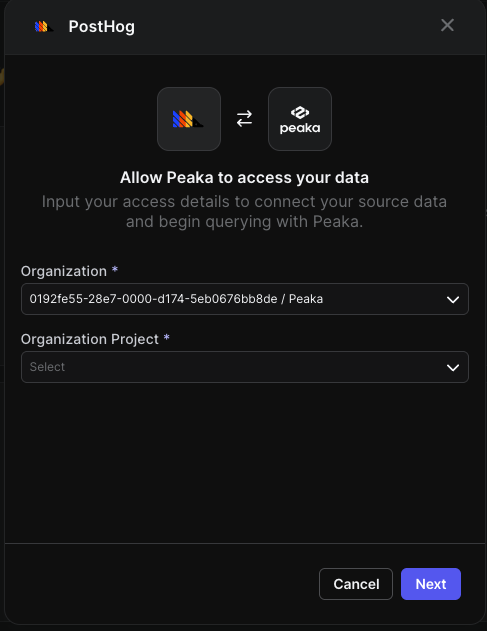 PostHog
peaka
Allow Peaka to access your data
Input your access details to connect your source data
and begin querying with Peaka.
Organization *
0192fe55-28e7-0000-d174-5eb0676bb8de / Peaka
Organization Project *
Select
Cancel
Next